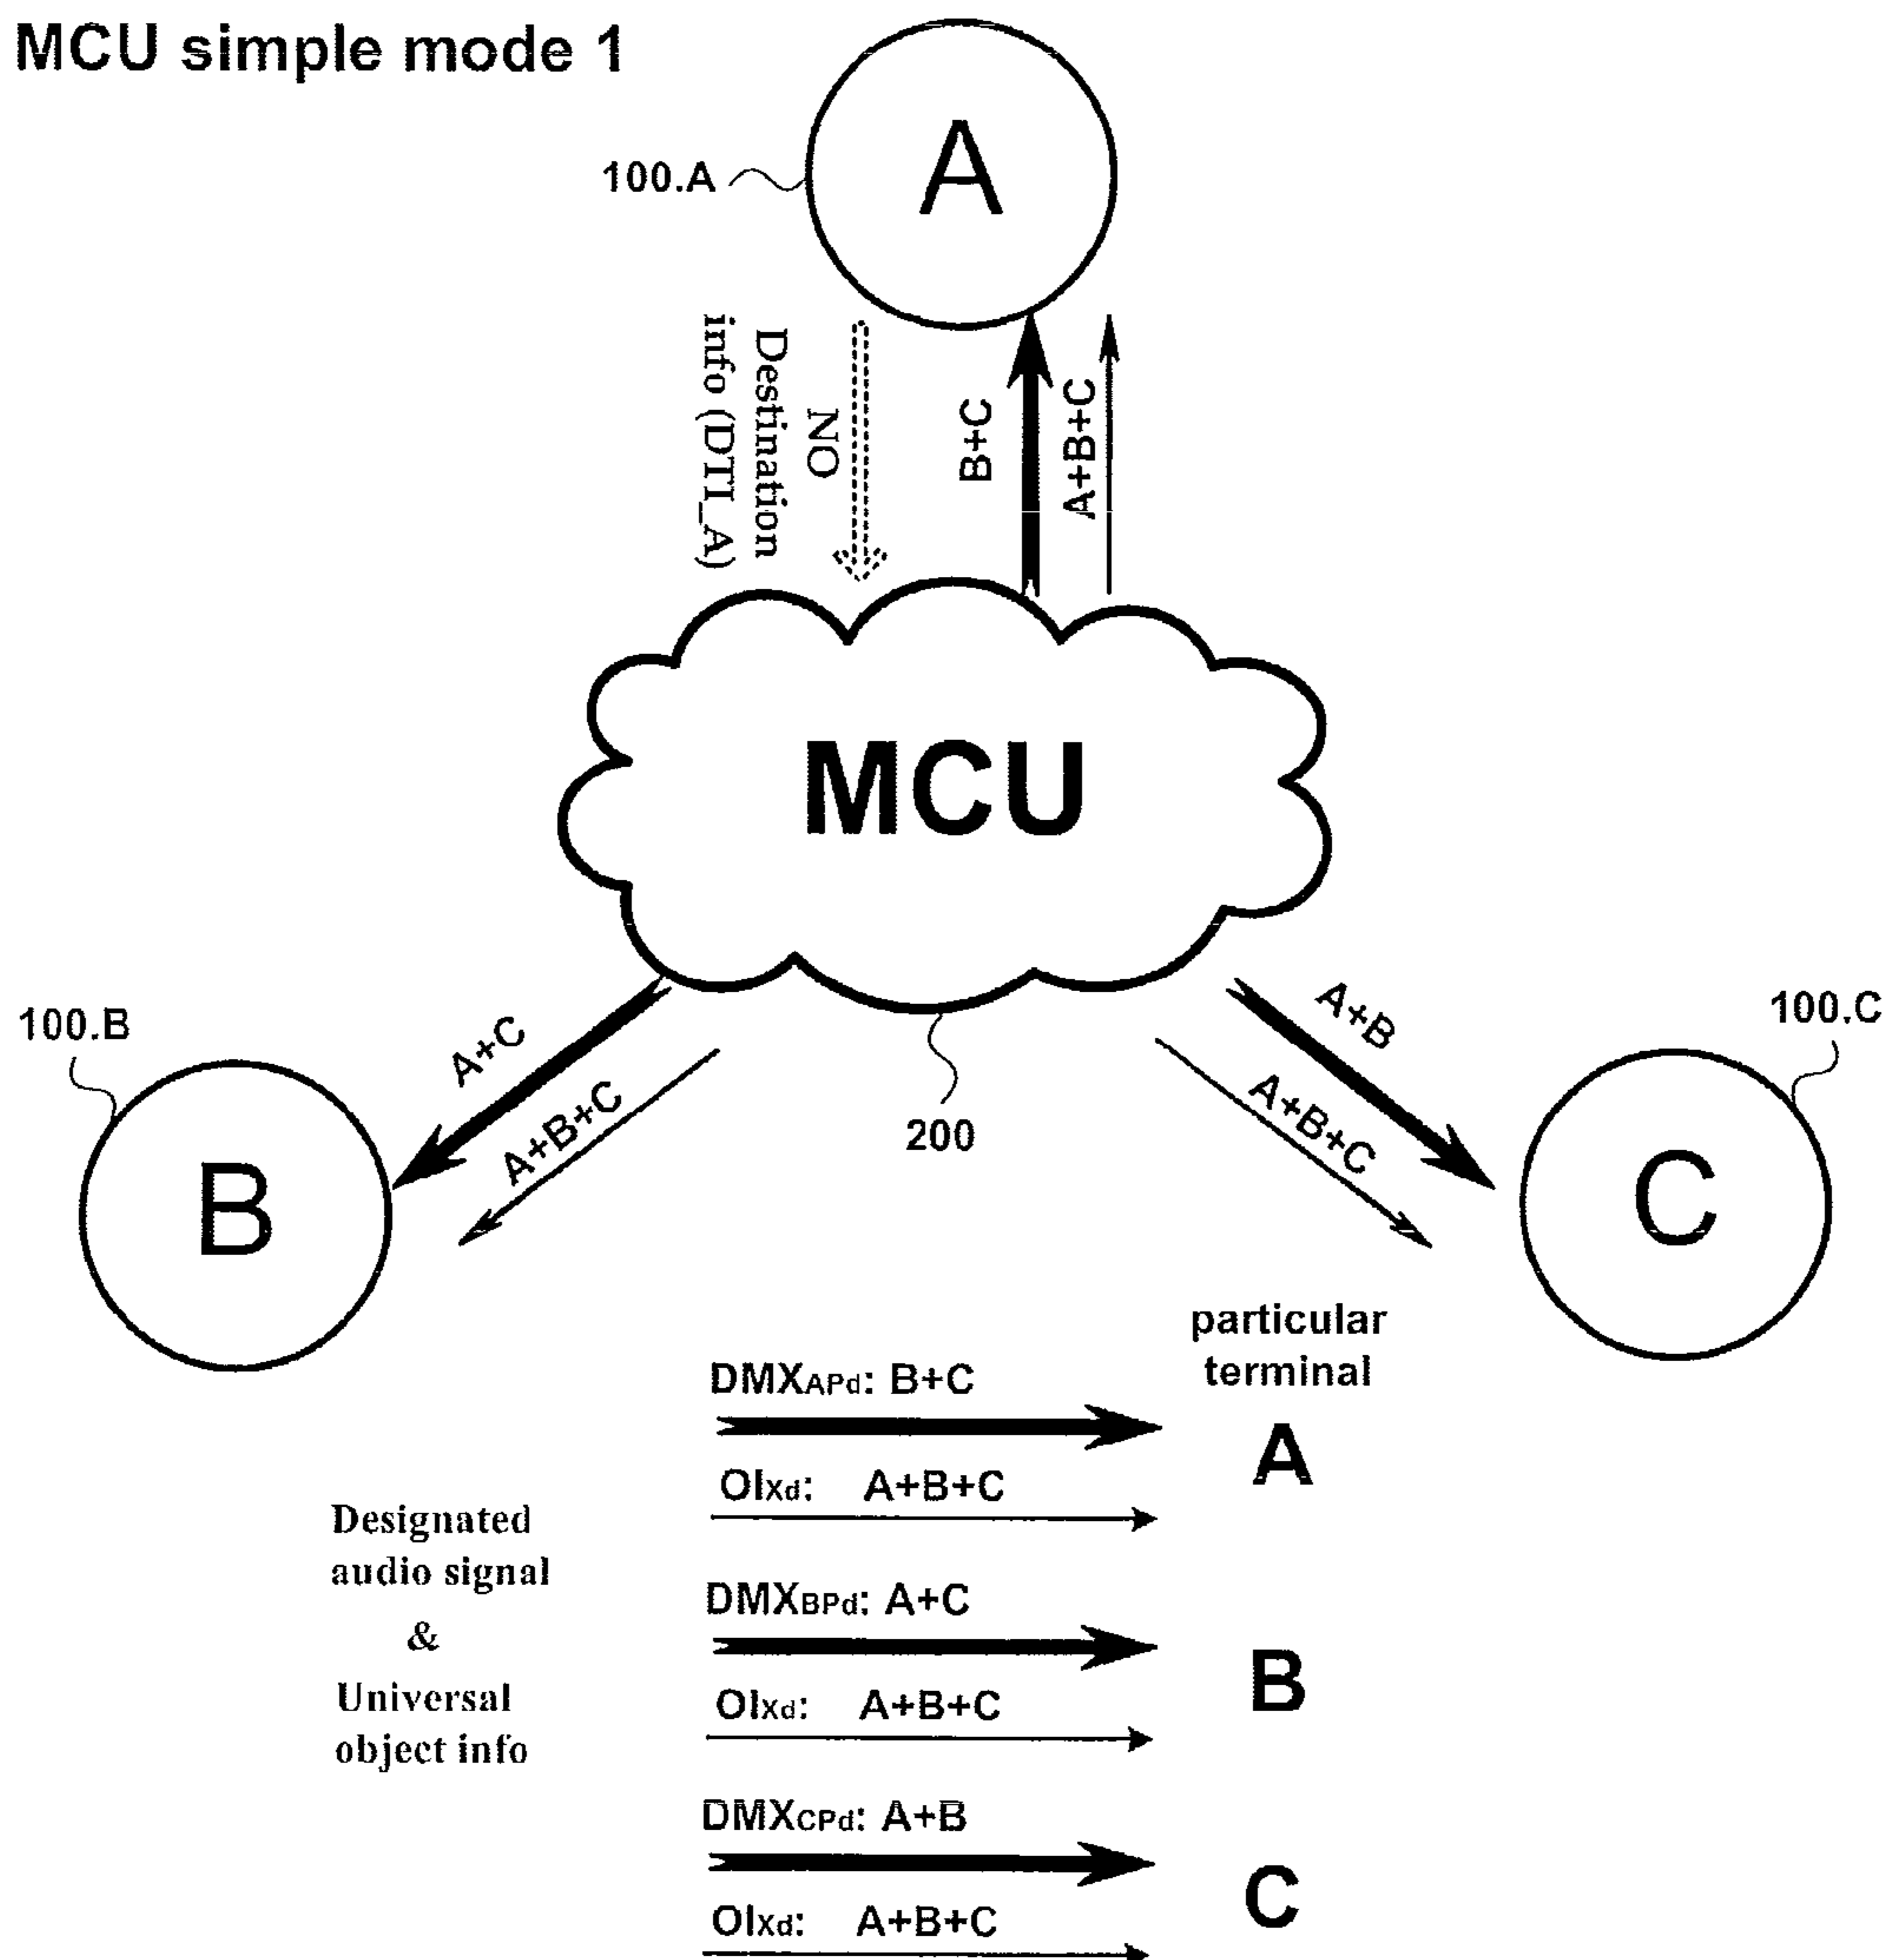 MCU simple mode 1
A
100.A
Destination
info (DTI_A)
NO
B+C
A+B+C
MCU
100.B
A+C
A+B+C
B
200
A+B
A+B+C
100.C
C
particular
terminal
DMXAPd: B+C
A
OIXd: A+B+C
Designated
audio signal
&
Universal
object info
DMXBPd: A+C
B
OIXd: A+B+C
DMXCPd: A+B
C
OIXd: A+B+C